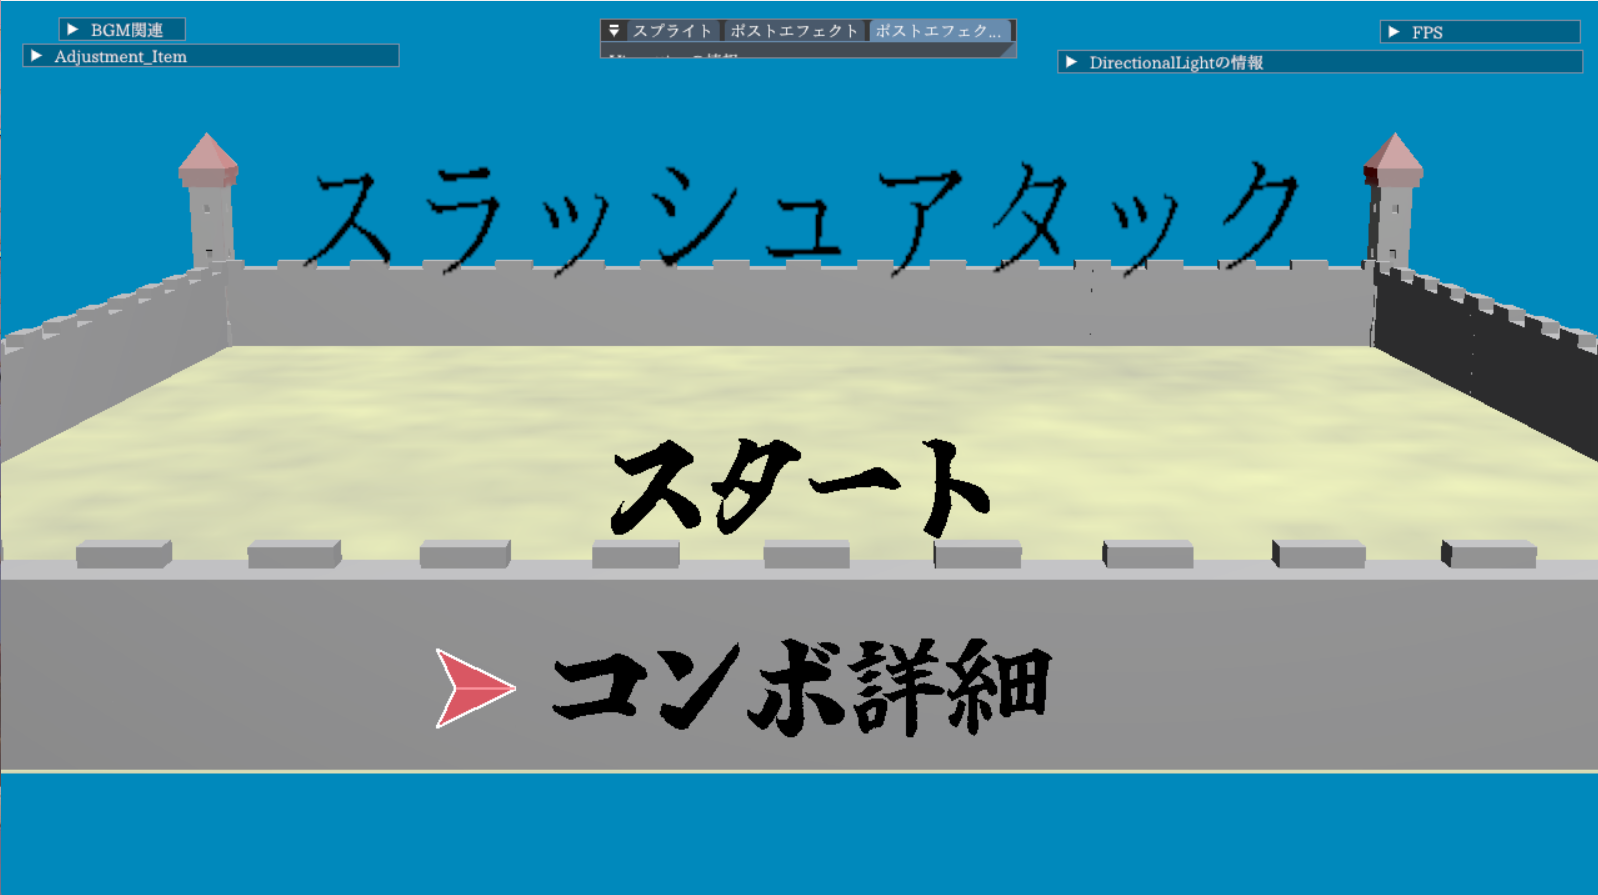 BGM関連
Adjustment_Item
スプライト ポストエフェクト ポストエフェク...
FPS
DirectionalLightの情報
スラッシュアタック
スタート
コンボ詳細